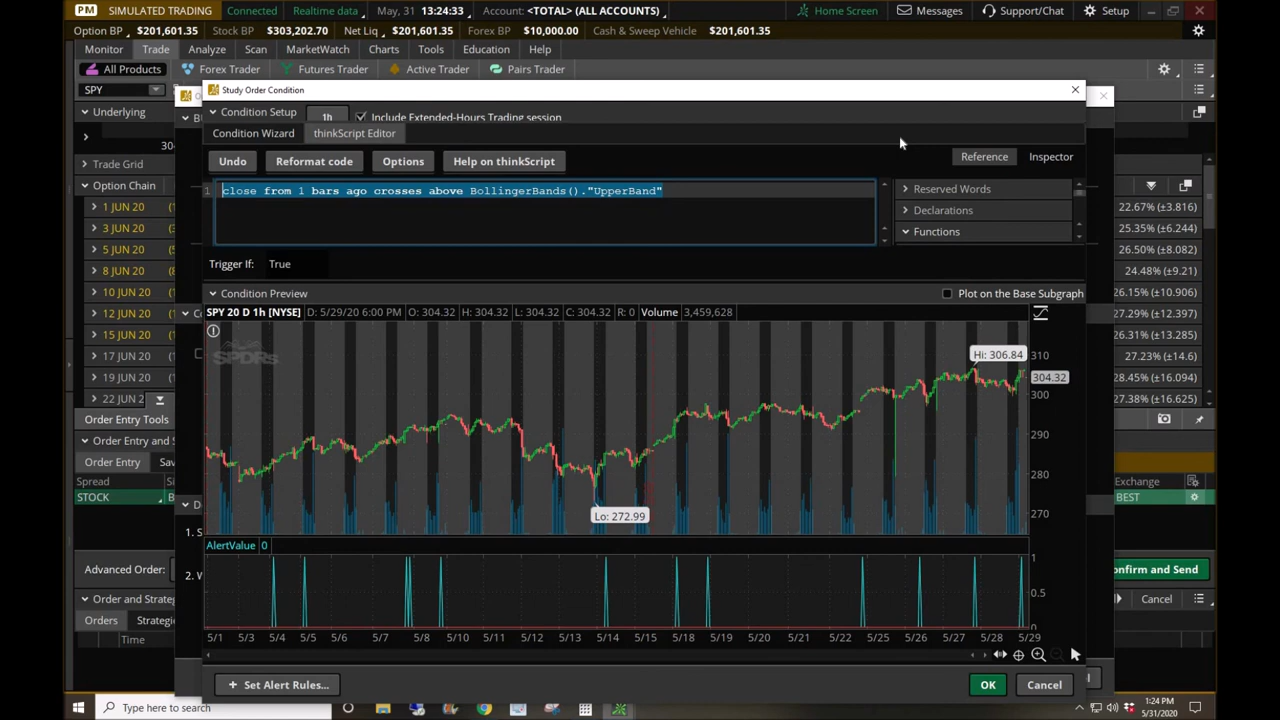 PM SIMULATED TRADING Connected Realtime data May, 31 13:24:33 Account: <TOTAL> (ALL ACCOUNTS) Home Screen Messages Support/Chat Setup
Option BP $201,601.35 Stock BP $303,202.70 Net Liq $201,601.35 Forex BP $10,000.00 Cash & Sweep Vehicle $201,601.35
Monitor Trade Analyze Scan MarketWatch Charts Tools Education Help
All Products Forex Trader Futures Trader Active Trader Pairs Trader
SPY Study Order Condition
Underlying Condition Setup 1h Include Extended-Hours Trading session
Condition Wizard thinkScript Editor
304
Undo Reformat code Options Help on thinkScript Reference Inspector
Trade Grid
Option Chain 1 close from 1 bars ago crosses above BollingerBands()."UpperBand" Reserved Words
1 JUN 20 Declarations 22.67% (±3.816)
3 JUN 20 Functions 25.35% (±6.244)
5 JUN 20 26.50% (±8.082)
8 JUN 20 Trigger If: True 24.48% (±9.21)
10 JUN 20 Condition Preview Plot on the Base Subgraph 26.15% (±10.906)
12 JUN 20 SPY 20 D 1h [NYSE] D: 5/29/20 6:00 PM O: 304.32 H: 304.32 L: 304.32 C: 304.32 R: 0 Volume 3,459,628 27.29% (±12.397)
15 JUN 20 26.31% (±13.285)
17 JUN 20 SPDRs Hi: 306.84 310 27.23% (±14.6)
19 JUN 20 304.32 28.45% (±16.094)
22 JUN 2 300 27.38% (±16.625)
Order Entry Tools
Order Entry and S 290
Order Entry Sav
Spread Si 280 Exchange
STOCK B BEST
Lo: 272.99 270
1. S
AlertValue 0
2. W 1
Advanced Order: onfirm and Send
Order and Strateg 0.5 Cancel
Orders Strategi
Time 0
5/1 5/3 5/4 5/5 5/6 5/7 5/8 5/10 5/11 5/12 5/13 5/14 5/15 5/18 5/19 5/20 5/21 5/22 5/25 5/26 5/27 5/28 5/29
+ Set Alert Rules... OK Cancel
Type here to search 1:24 PM
5/31/2020